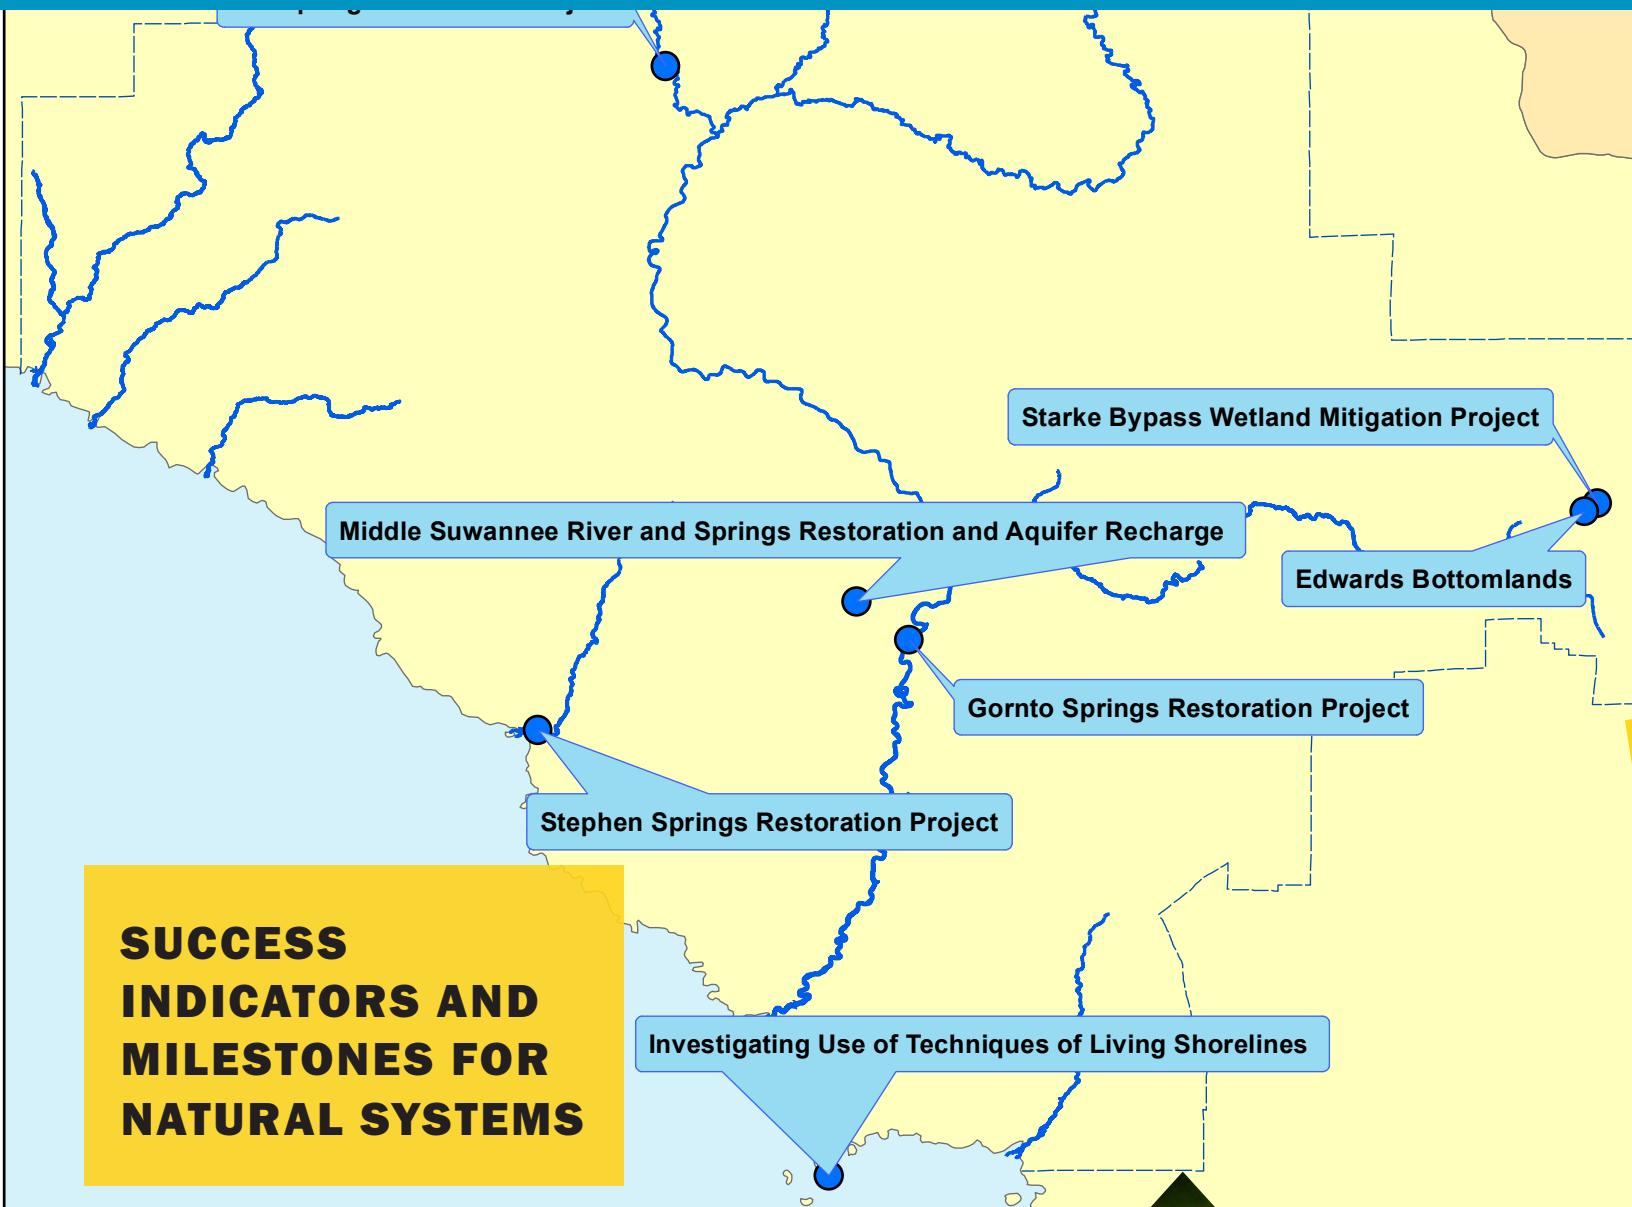 Starke Bypass Wetland Mitigation Project
Middle Suwannee River and Springs Restoration and Aquifer Recharge
Edwards Bottomlands
Gornto Springs Restoration Project
Stephen Springs Restoration Project
SUCCESS
INDICATORS AND
MILESTONES FOR
NATURAL SYSTEMS
Investigating Use of Techniques of Living Shorelines